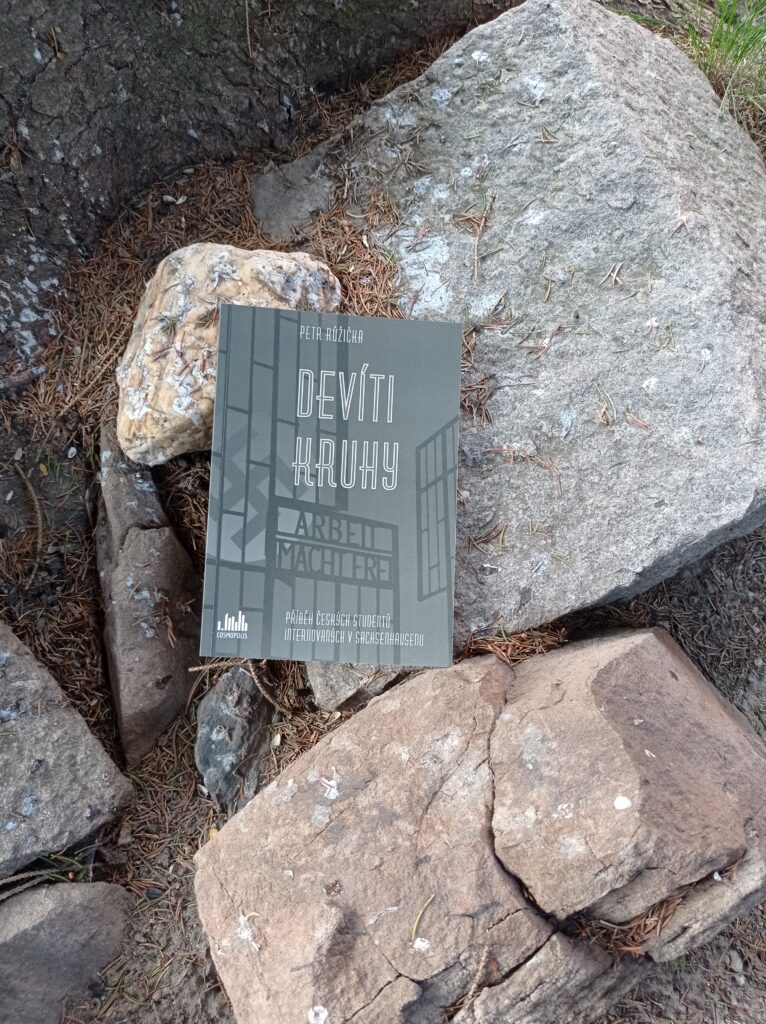 PETR RŮŽIČKA
DEVÍTI
KRUHY
ARBEIT
MACHT FREI
PŘÍBĚH ČESKÝCH STUDENTŮ
INTERNOVANÝCH V SACHSENHAUSENU
COSMOPOLIS